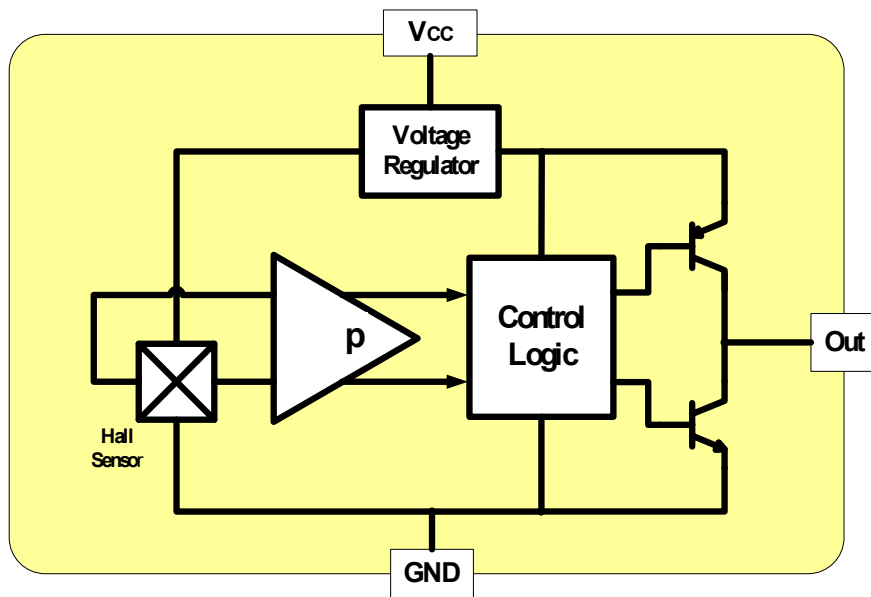 Vcc
Voltage
Regulator
p
Control
Logic
Out
Hall
Sensor
GND